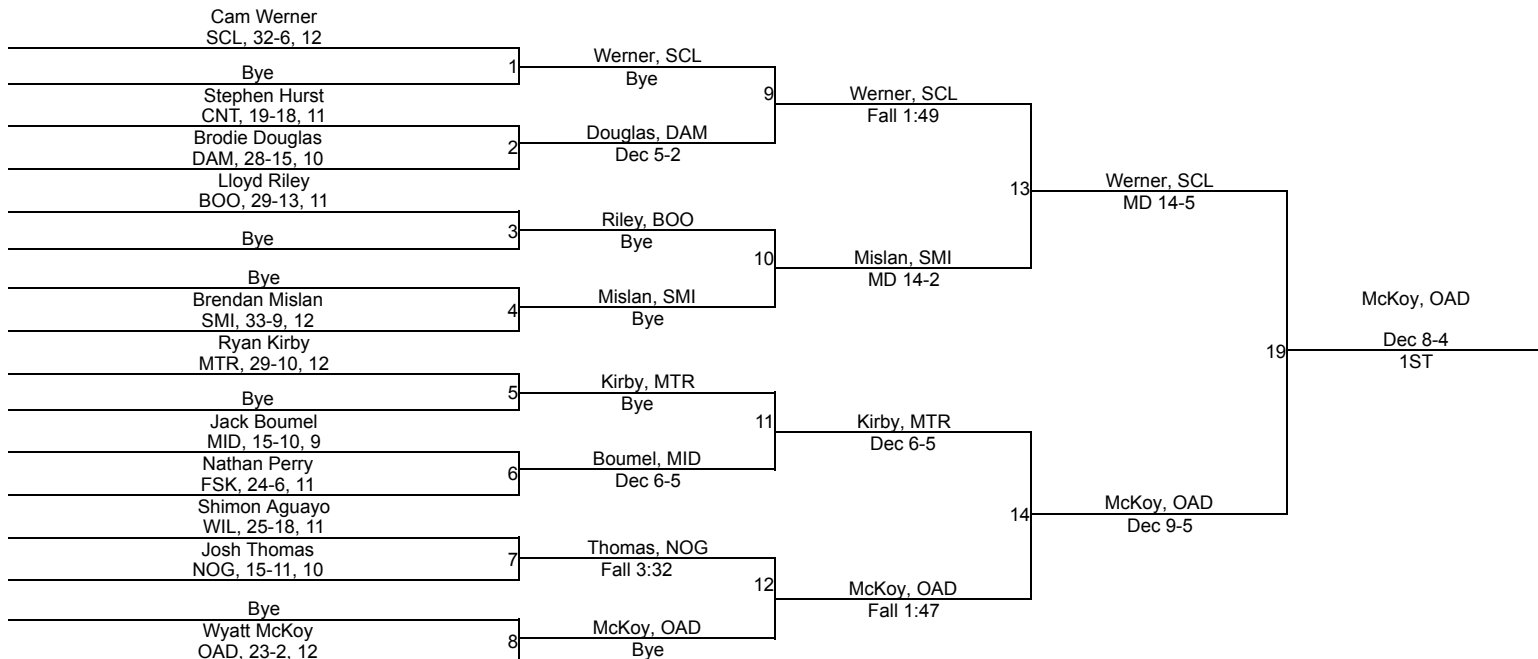 Cam Werner
SCL, 32-6, 12
Bye
1
Stephen Hurst
CNT, 19-18, 11
Brodie Douglas
DAM, 28-15, 10
2
Lloyd Riley
BOO, 29-13, 11
Bye
3
Bye
Brendan Mislan
SMI, 33-9, 12
4
Ryan Kirby
MTR, 29-10, 12
Bye
5
Jack Boumel
MID, 15-10, 9
Nathan Perry
FSK, 24-6, 11
6
Shimon Aguayo
WIL, 25-18, 11
Josh Thomas
NOG, 15-11, 10
7
Bye
Wyatt McKoy
OAD, 23-2, 12
8
Werner, SCL
Bye
9
Douglas, DAM
Dec 5-2
Riley, BOO
Bye
10
Mislan, SMI
Bye
Kirby, MTR
Bye
11
Boumel, MID
Dec 6-5
Thomas, NOG
Fall 3:32
12
McKoy, OAD
Bye
Werner, SCL
Fall 1:49
13
Mislan, SMI
MD 14-2
Kirby, MTR
Dec 6-5
14
McKoy, OAD
Fall 1:47
Werner, SCL
MD 14-5
19
McKoy, OAD
Dec 9-5
McKoy, OAD
Dec 8-4
1ST